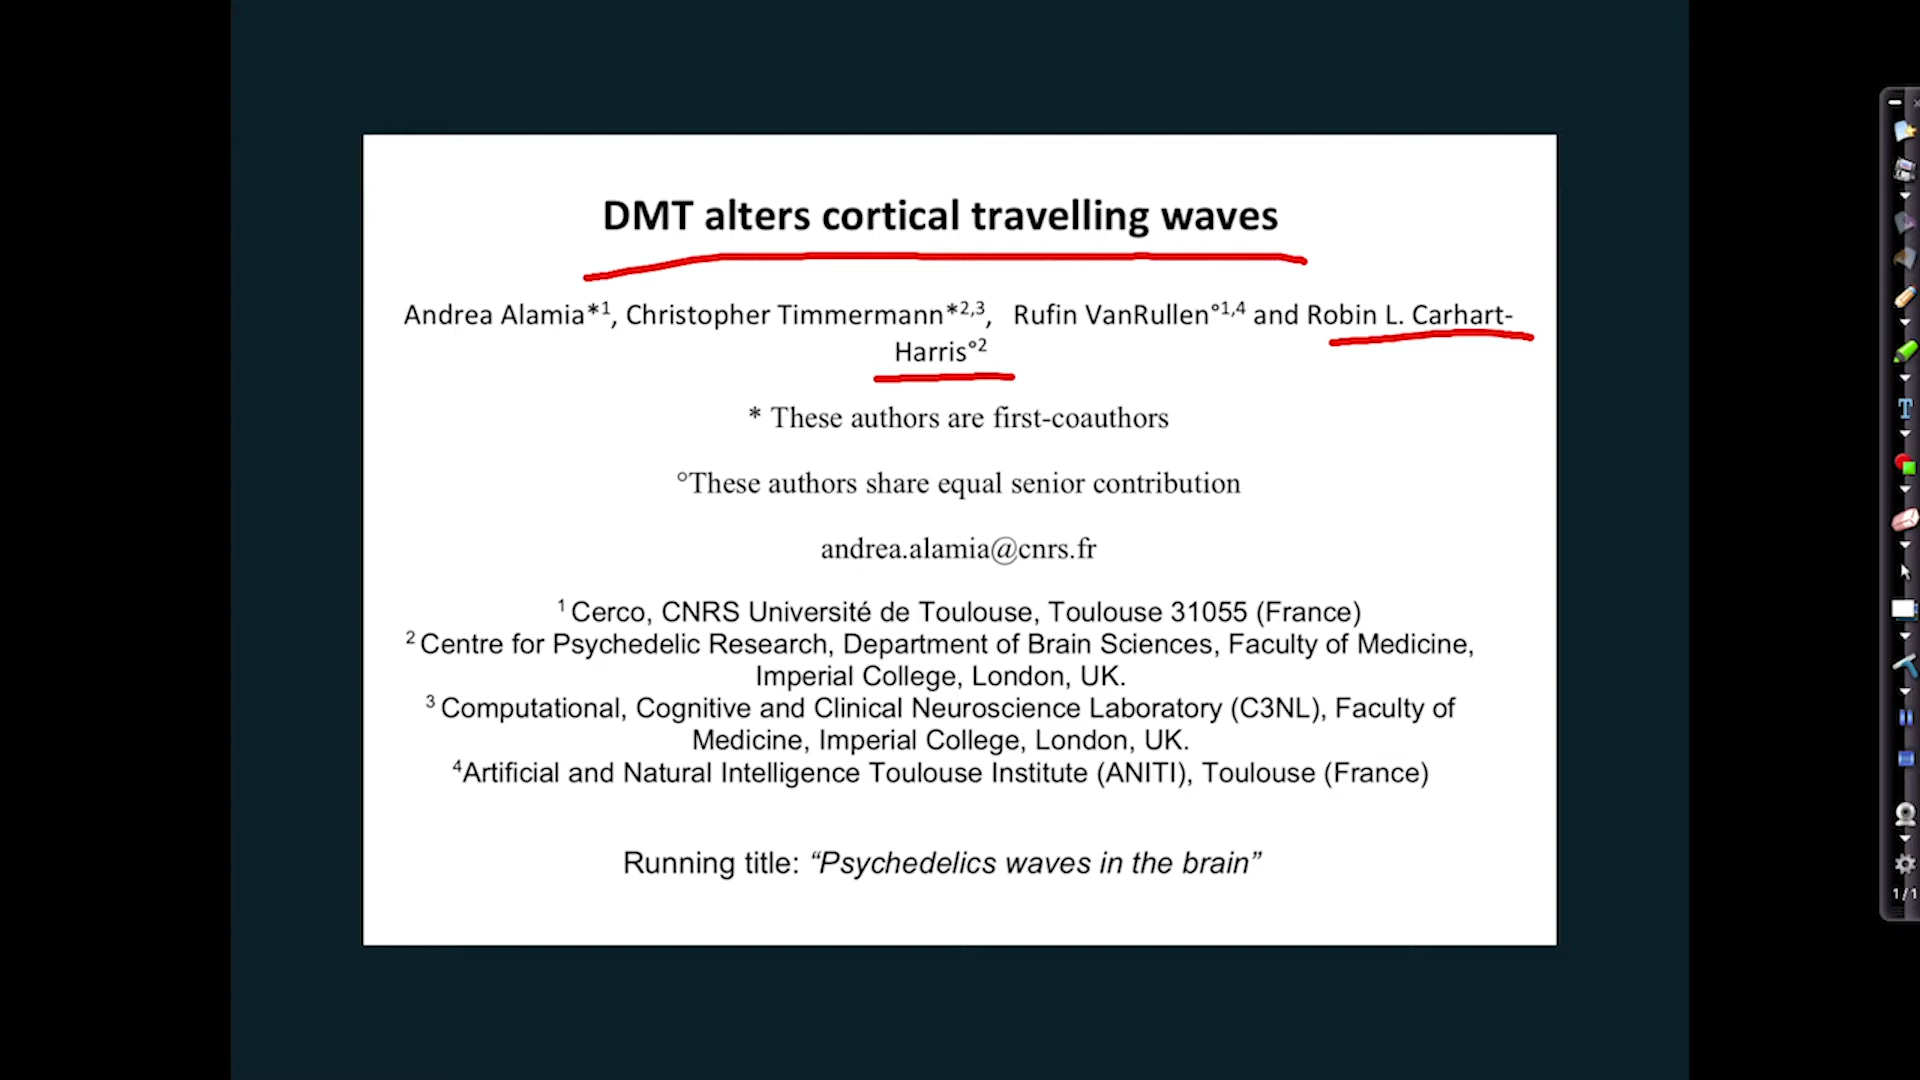 DMT alters cortical travelling waves
Andrea Alamia*1, Christopher Timmermann*2,3, Rufin VanRullen°1,4 and Robin L. Carhart-
Harris°2
* These authors are first-coauthors
°These authors share equal senior contribution
andrea.alamia@cnrs.fr
1 Cerco, CNRS Université de Toulouse, Toulouse 31055 (France)
2 Centre for Psychedelic Research, Department of Brain Sciences, Faculty of Medicine,
Imperial College, London, UK.
3 Computational, Cognitive and Clinical Neuroscience Laboratory (C3NL), Faculty of
Medicine, Imperial College, London, UK.
4Artificial and Natural Intelligence Toulouse Institute (ANITI), Toulouse (France)
Running title: “Psychedelics waves in the brain”
T
1/1